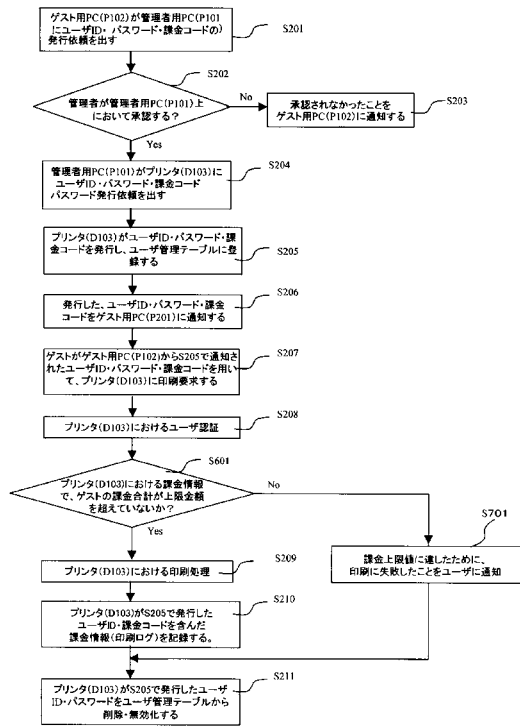 ゲスト用PC(P102)が管理者用PC(P101
にユーザID・パスワード・課金コードの)
発行依頼を出す
S201
S202
管理者が管理者用PC(P101)上
において承認する？
No
承認されなかったことを
ゲスト用PC(P102)に通知する
S203
Yes
管理者用PC(P101)がプリンタ(D103)に
ユーザID・パスワード・課金コード
パスワード発行依頼を出す
S204
プリンタ(D103)がユーザID・パスワード・課
金コードを発行し、ユーザ管理テーブルに登
録する
S205
発行した、ユーザID・パスワード・課金
コードをゲスト用PC(P201)に通知する
S206
ゲストがゲスト用PC(P102)からS205で通知さ
れたユーザID・パスワード・課金コードを用い
て、プリンタ(D103)に印刷要求する
S207
プリンタ(D103)におけるユーザ認証
S208
S601
プリンタ(D103)における課金情報
で、ゲストの課金合計が上限金額
を超えていないか？
No
Yes
S701
課金上限値に達したために、
印刷に失敗したことをユーザに通知
プリンタ(D103)における印刷処理
S209
プリンタ(D103)がS205で発行した
ユーザID・課金コードを含んだ
課金情報(印刷ログ)を記録する。
S210
プリンタ(D103)がS205で発行したユーザ
ID・パスワードをユーザ管理テーブルから
削除・無効化する
S211